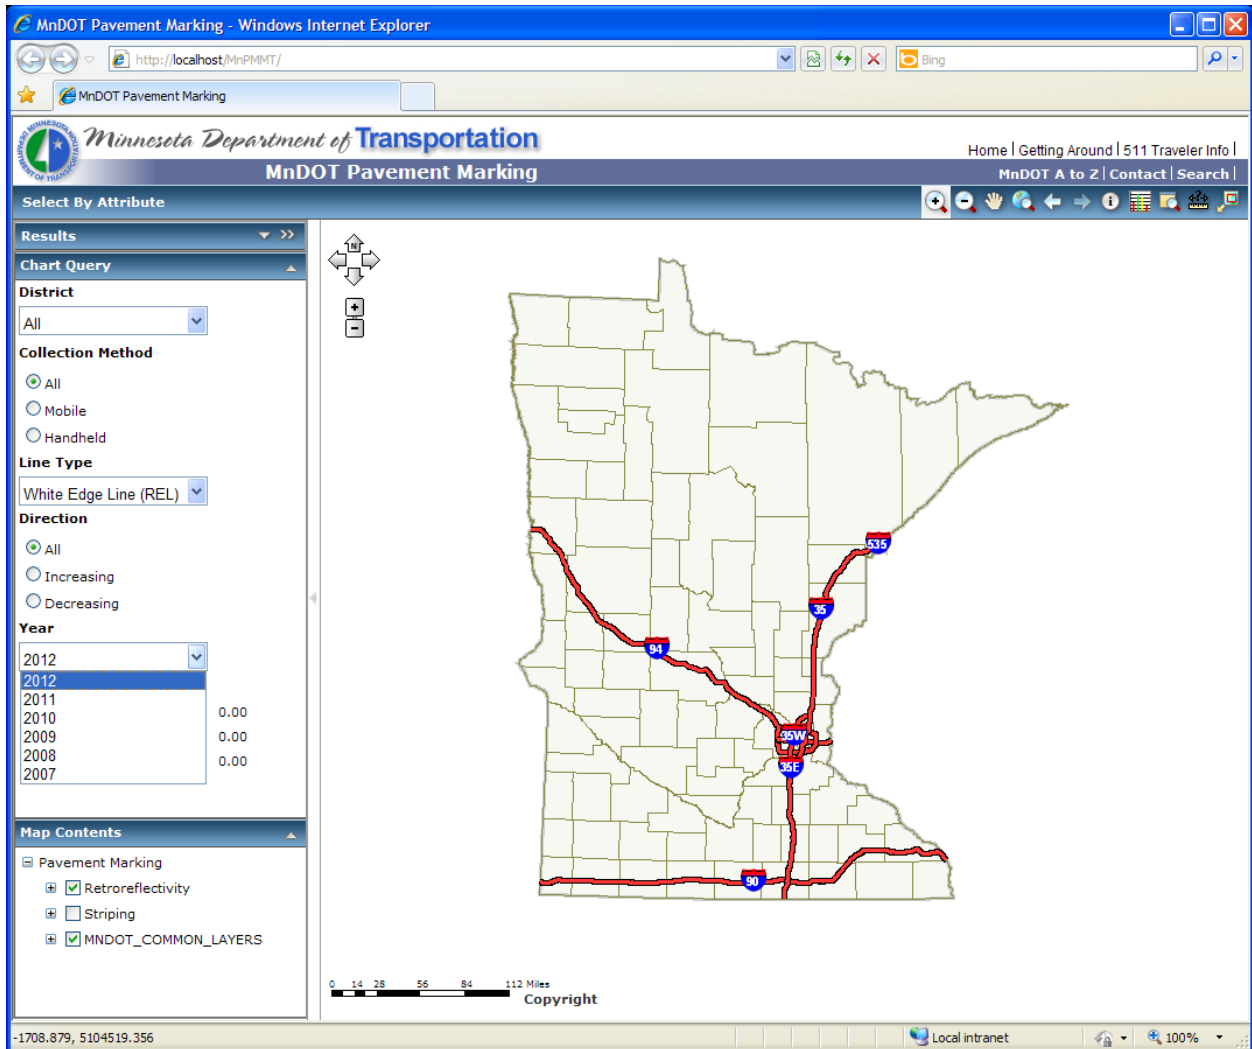 MnDOT Pavement Marking - Windows Internet Explorer
http://localhost/MnPMMT/
Bing
MnDOT Pavement Marking
Minnesota Department of Transportation
Home | Getting Around | 511 Traveler Info |
MnDOT Pavement Marking
MnDOT A to Z | Contact | Search |
Select By Attribute
Results
Chart Query
District
All
Collection Method
All
Mobile
Handheld
Line Type
White Edge Line (REL)
Direction
All
Increasing
Decreasing
Year
2012
2012
2011
2010
0.00
2009
0.00
2008
0.00
2007
Map Contents
Pavement Marking
Retroreflectivity
Striping
MNDOT_COMMON_LAYERS
N
535
35
94
35W
35E
90
0 14 28 56 84 112 Miles
Copyright
-1708.879, 5104519.356
Local intranet
100%